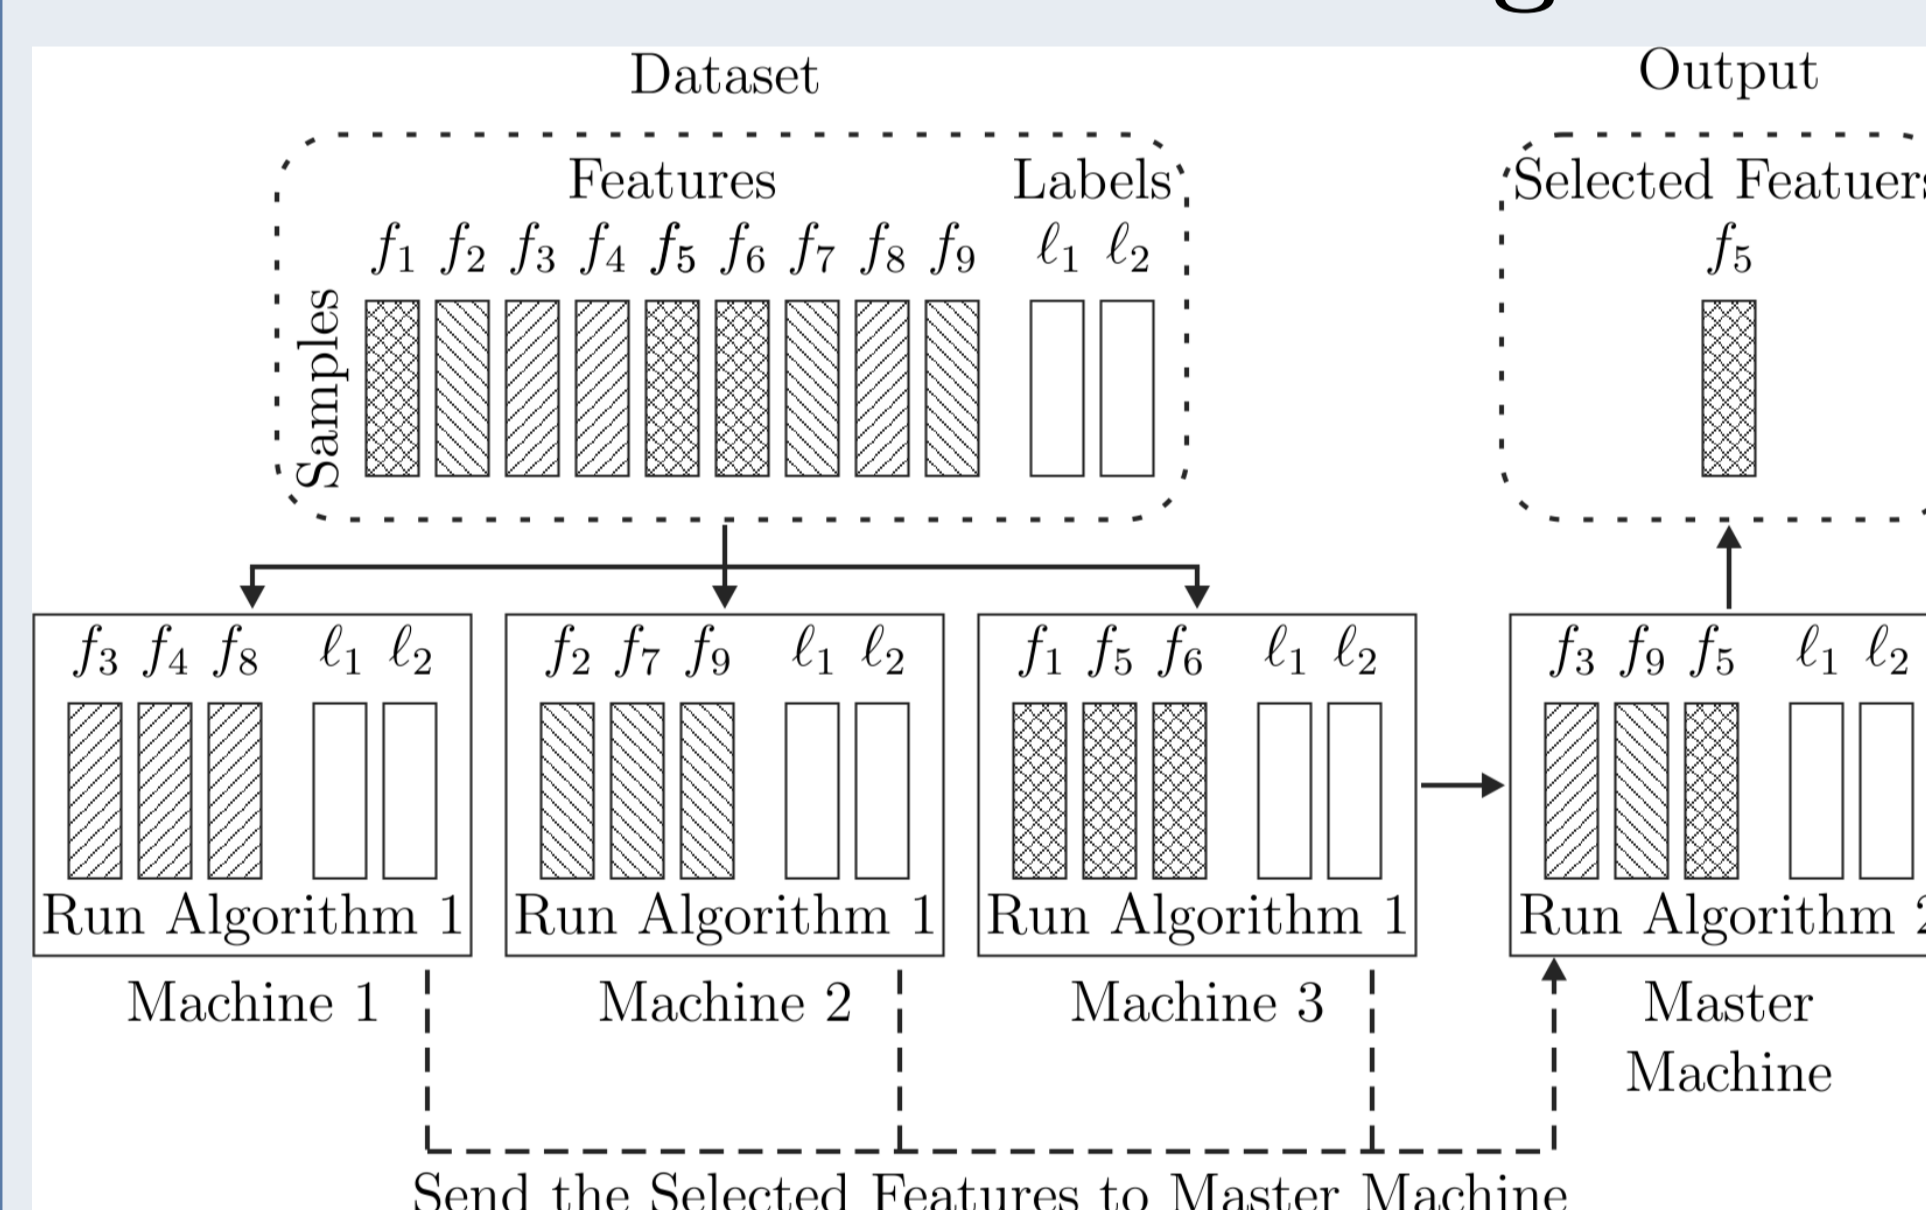 Dataset
Output
Features Labels
Selected Featuers
f1 f2 f3 f4 f5 f6 f7 f8 f9 ℓ1 ℓ2
f5
Samples
f3 f4 f8 ℓ1 ℓ2
f2 f7 f9 ℓ1 ℓ2
f1 f5 f6 ℓ1 ℓ2
f3 f9 f5 ℓ1 ℓ2
Run Algorithm 1
Run Algorithm 1
Run Algorithm 1
Run Algorithm 2
Machine 1
Machine 2
Machine 3
Master
Machine
Send the Selected Features to Master Machine